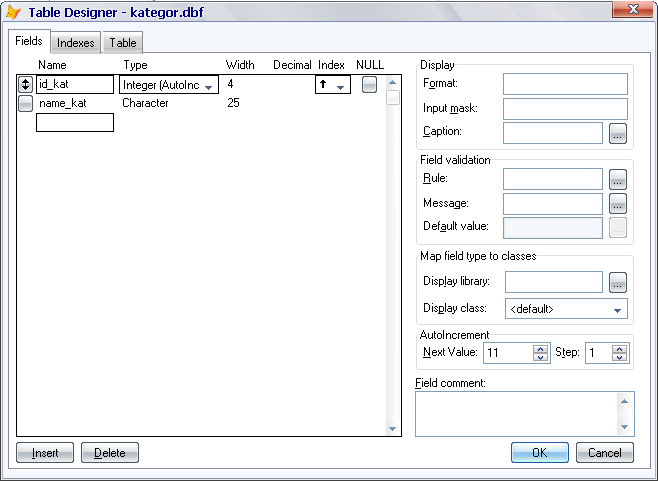 Table Designer - kategor.dbf
Fields Indexes Table
Name Type Width Decimal Index NULL
id_kat Integer (AutoInc 4
name_kat Character 25
Display
Format:
Input mask:
Caption: ...
Field validation
Rule: ...
Message: ...
Default value: ...
Map field type to classes
Display library: ...
Display class: <default>
AutoIncrement
Next Value: 11 Step: 1
Field comment:
Insert Delete OK Cancel